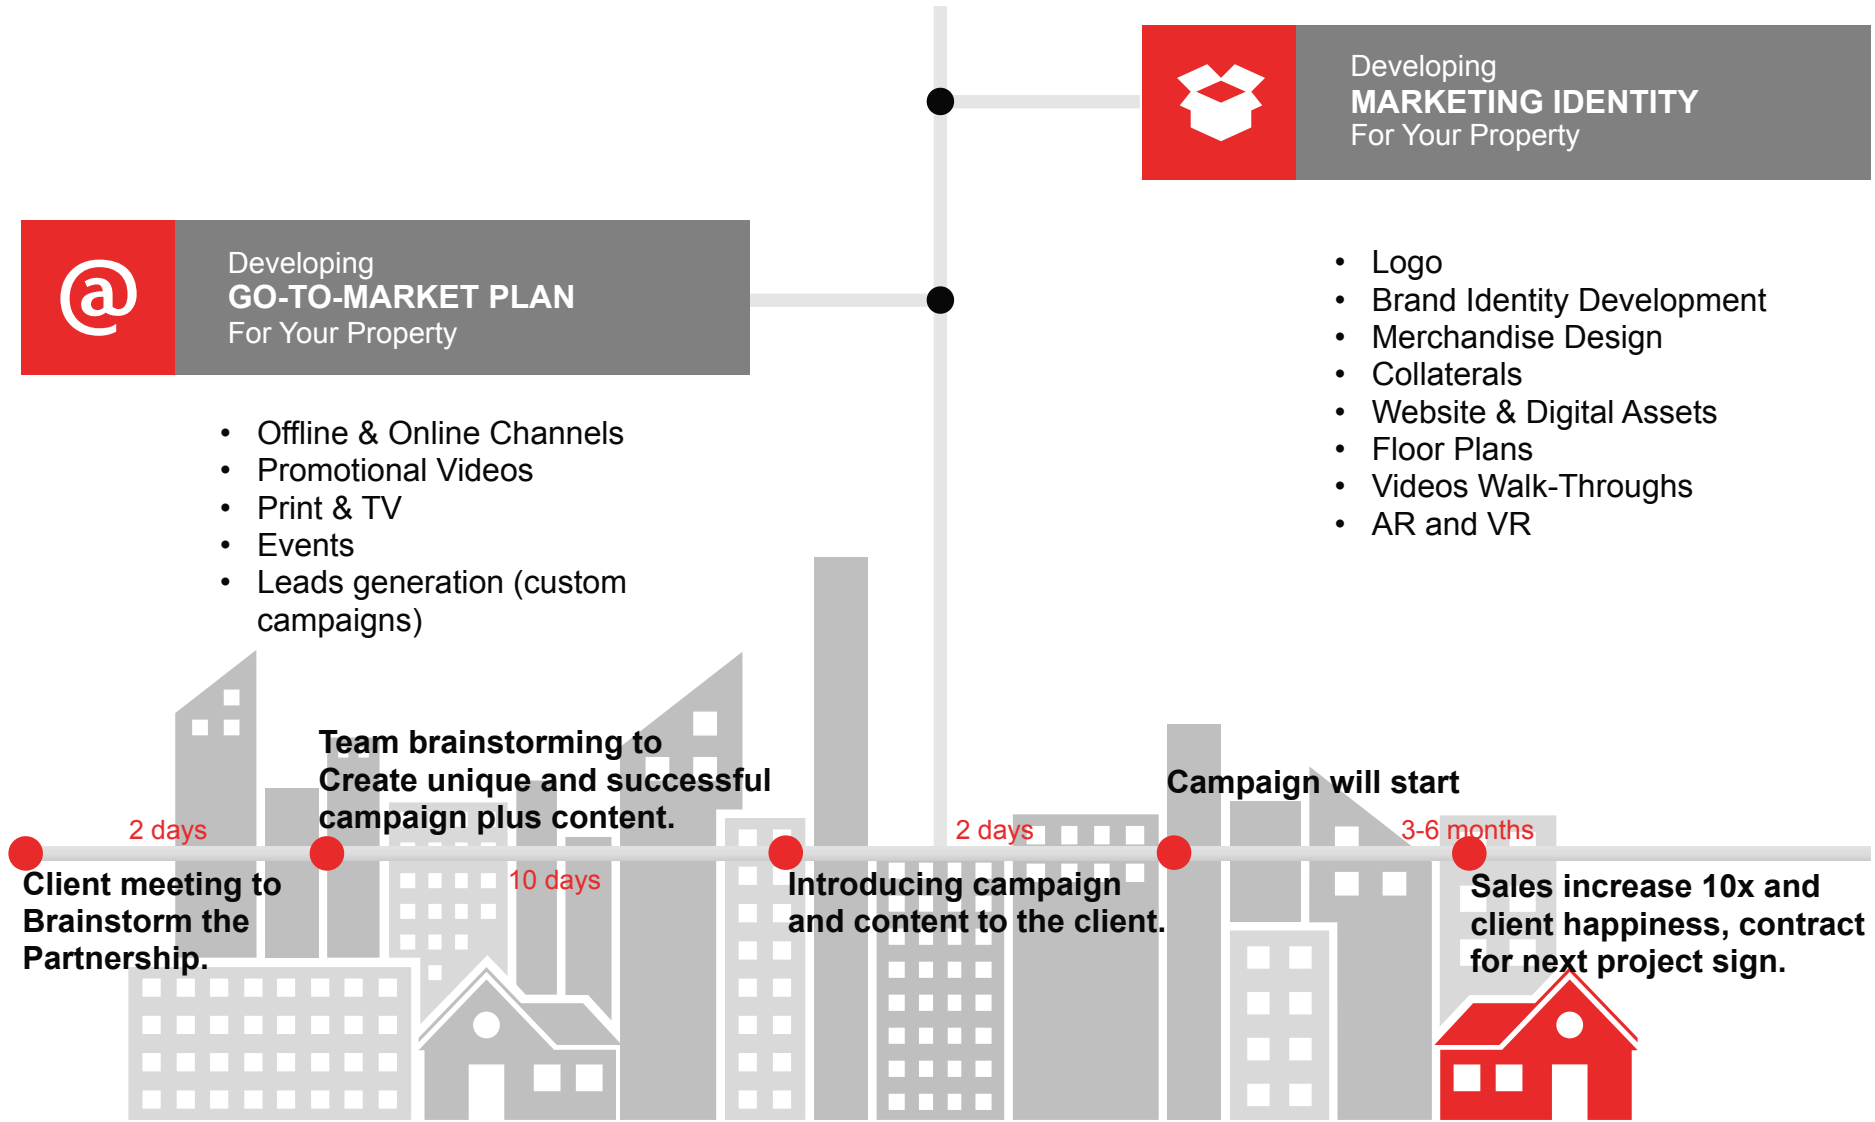 Developing
MARKETING IDENTITY
For Your Property
• Logo
• Brand Identity Development
• Merchandise Design
• Collaterals
• Website & Digital Assets
• Floor Plans
• Videos Walk-Throughs
• AR and VR
@
Developing
GO-TO-MARKET PLAN
For Your Property
• Offline & Online Channels
• Promotional Videos
• Print & TV
• Events
• Leads generation (custom
campaigns)
2 days
Client meeting to
Brainstorm the
Partnership.
Team brainstorming to
Create unique and successful
campaign plus content.
10 days
Introducing campaign
and content to the client.
2 days
Campaign will start
3-6 months
Sales increase 10x and
client happiness, contract
for next project sign.